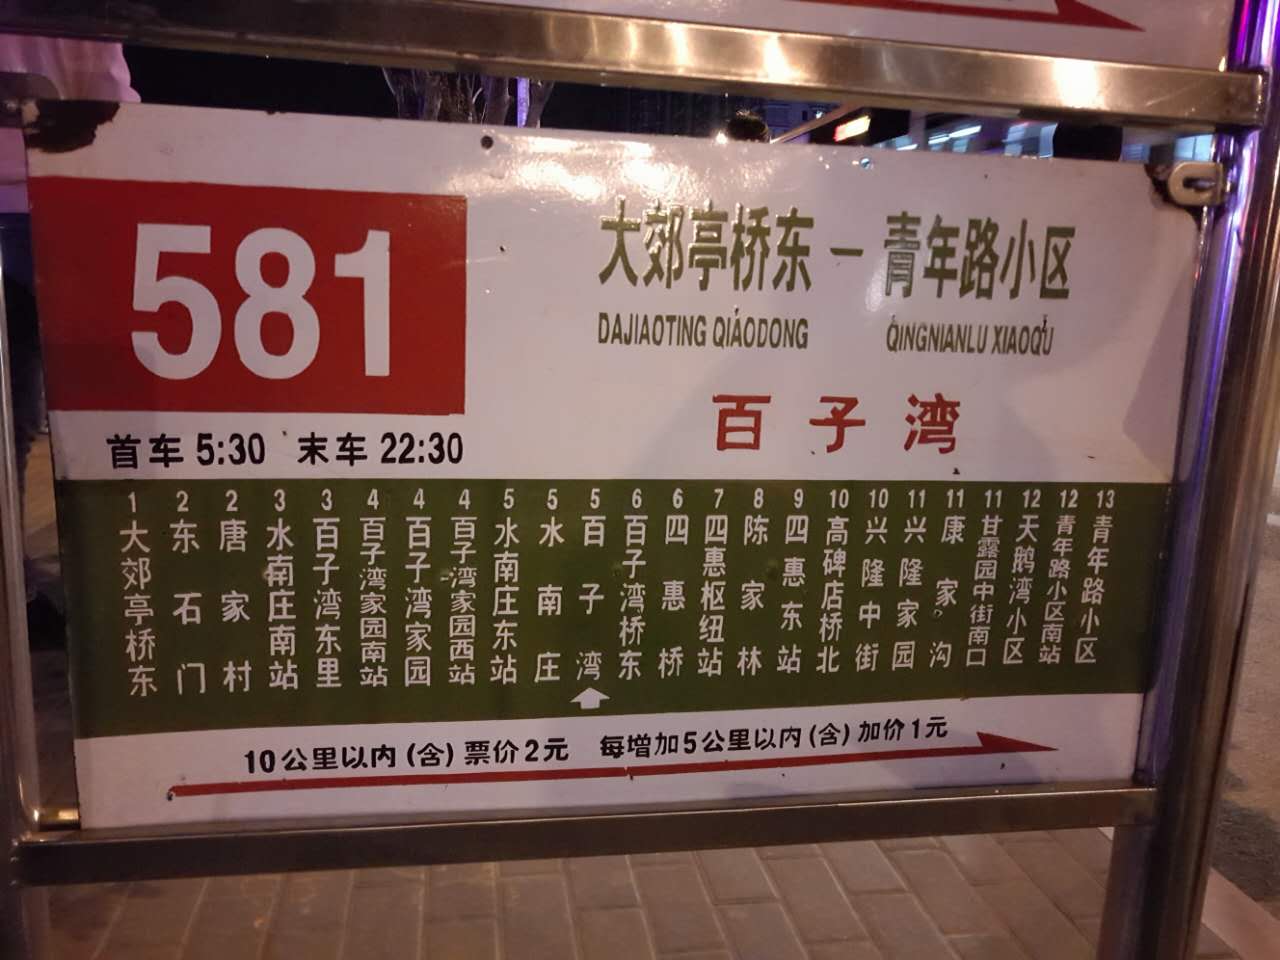 581
大郊亭桥东 — 青年路小区
DAJIAOTING QIÁODONG QINGNIANLU XIAOQU
百子湾
首车 5:30 末车 22:30
1 大郊亭桥东
2 东石门
2 唐家村
3 水南庄南站
3 百子湾东里
4 百子湾家园南站
4 百子湾家园
4 百子湾家园西站
5 水南庄东站
5 水南庄
5 百子湾
6 百子湾桥东
6 四惠桥
7 四惠枢纽站
8 陈家林
9 四惠东站
10 高碑店桥北
10 兴隆中街
11 兴隆家园
11 康家沟
11 甘露园中街南口
12 天鹅湾小区
12 青年路小区南站
13 青年路小区
10公里以内(含)票价2元 每增加5公里以内(含)加价1元